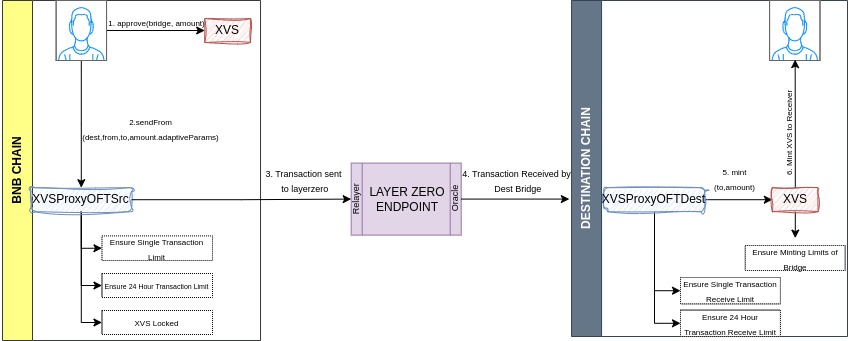 BNB CHAIN
1. approve(bridge, amount)
XVS
2.sendFrom
(dest,from,to,amount.adaptiveParams)
XVSProxyOFTSrc
Ensure Single Transaction
Limit
Ensure 24 Hour Transaction Limit
XVS Locked
3. Transaction sent
to layerzero
Relayer
LAYER ZERO
ENDPOINT
Oracle
4. Transaction Received by
Dest Bridge
DESTINATION CHAIN
XVSProxyOFTDest
5. mint
(to,amount)
XVS
6. Mint XVS to Receiver
Ensure Minting Limits of
Bridge
Ensure Single Transaction
Receive Limit
Ensure 24 Hour
Transaction Receive Limit